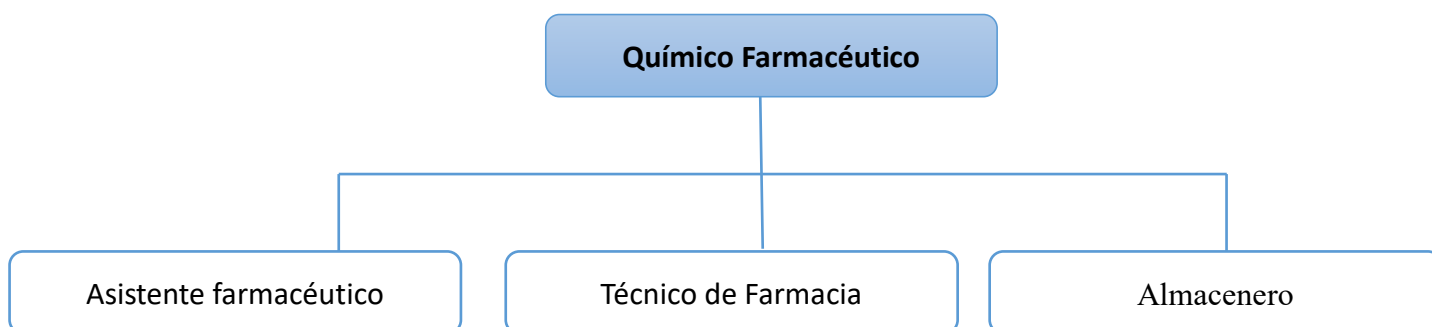 Químico Farmacéutico
Asistente farmacéutico
Técnico de Farmacia
Almacenero